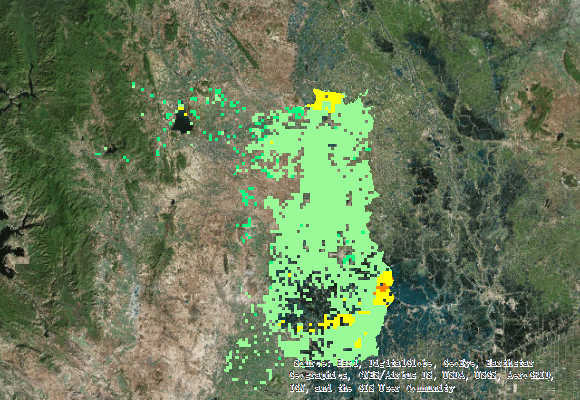 Source: Esri, DigitalGlobe, GeoEye, Earthstar
Geographics, CNES/Airbus DS, USDA, USGS, AeroGRID,
IGN, and the GIS User Community